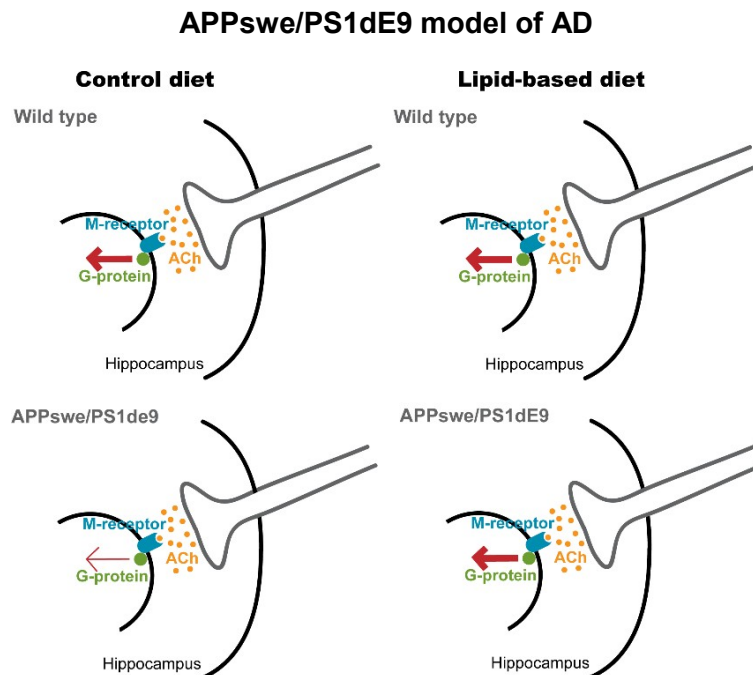 APPswe/PS1dE9 model of AD
Control diet
Lipid-based diet
Wild type
Wild type
M-receptor
ACh
G-protein
Hippocampus
M-receptor
ACh
G-protein
Hippocampus
APPswe/PS1de9
APPswe/PS1dE9
M-receptor
ACh
G-protein
Hippocampus
M-receptor
ACh
G-protein
Hippocampus